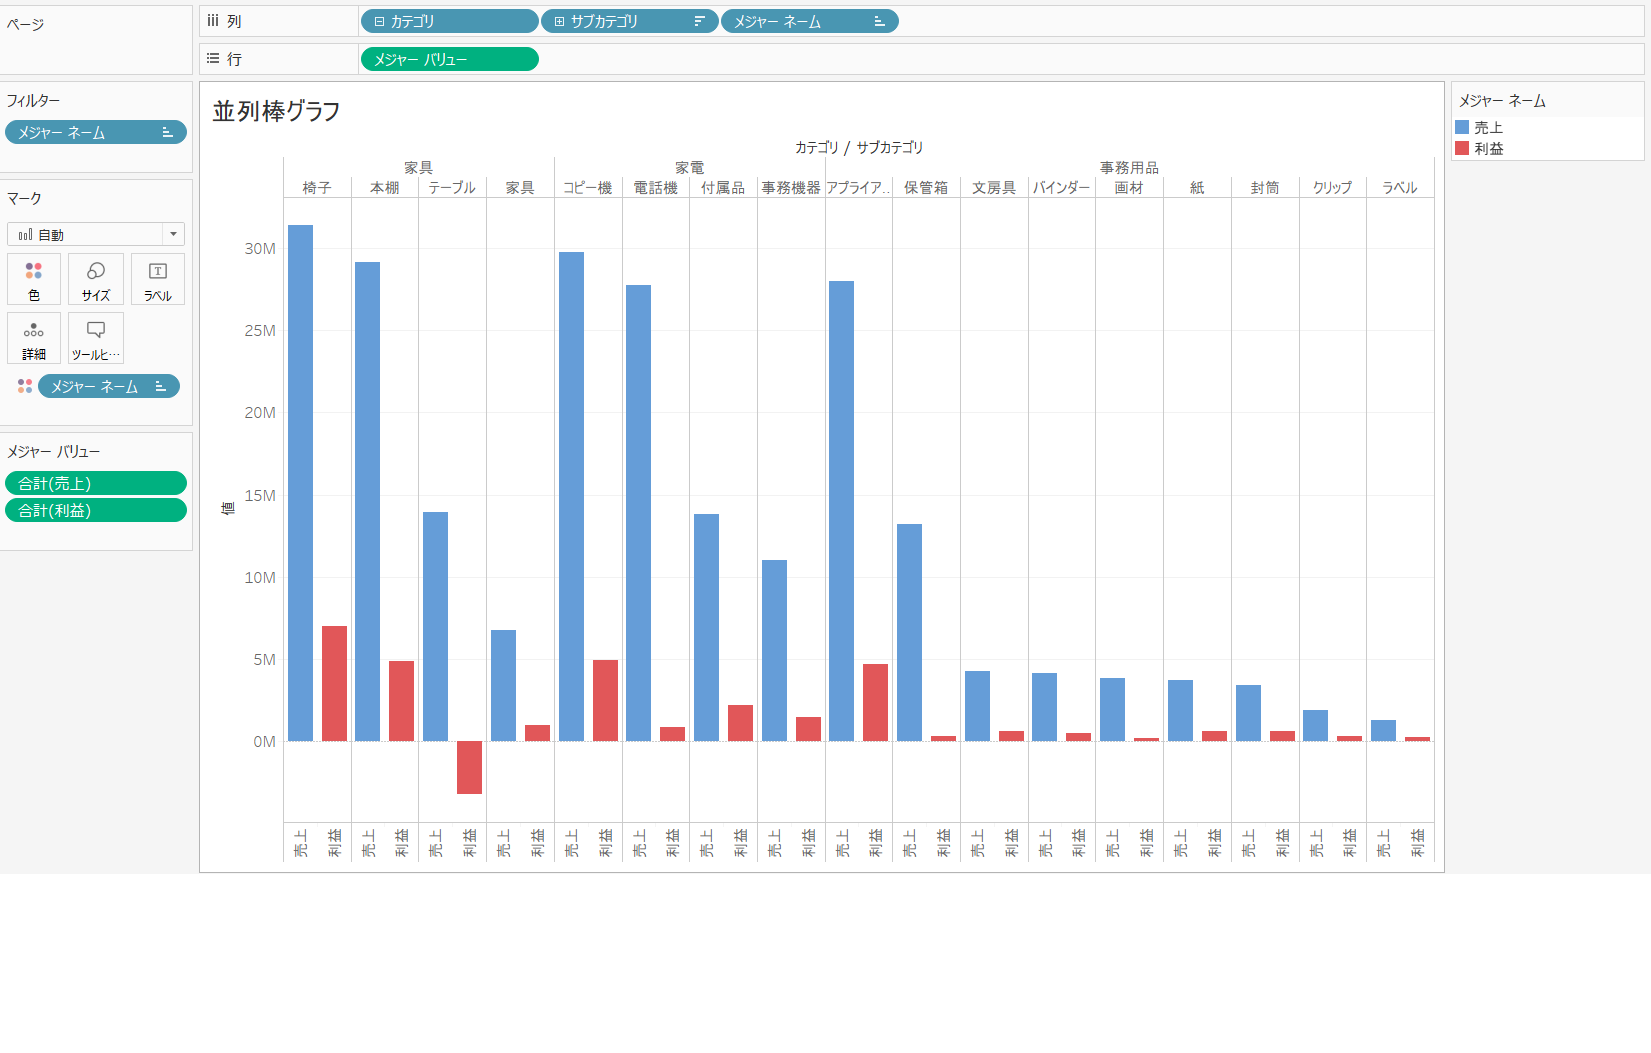 ページ
フィルター
メジャー ネーム
マーク
自動
色
サイズ
ラベル
詳細
ツールヒ…
メジャー ネーム
メジャー バリュー
合計(売上)
合計(利益)
列
カテゴリ
サブカテゴリ
メジャー ネーム
行
メジャー バリュー
並列棒グラフ
カテゴリ / サブカテゴリ
家具 家電 事務用品
椅子 本棚 テーブル 家具 コピー機 電話機 付属品 事務機器 アプライア.. 保管箱 文房具 バインダー 画材 紙 封筒 クリップ ラベル
30M
25M
20M
15M
10M
5M
0M
値
売上 利益 売上 利益 売上 利益 売上 利益 売上 利益 売上 利益 売上 利益 売上 利益 売上 利益 売上 利益 売上 利益 売上 利益 売上 利益 売上 利益 売上 利益 売上 利益 売上 利益
メジャー ネーム
売上
利益